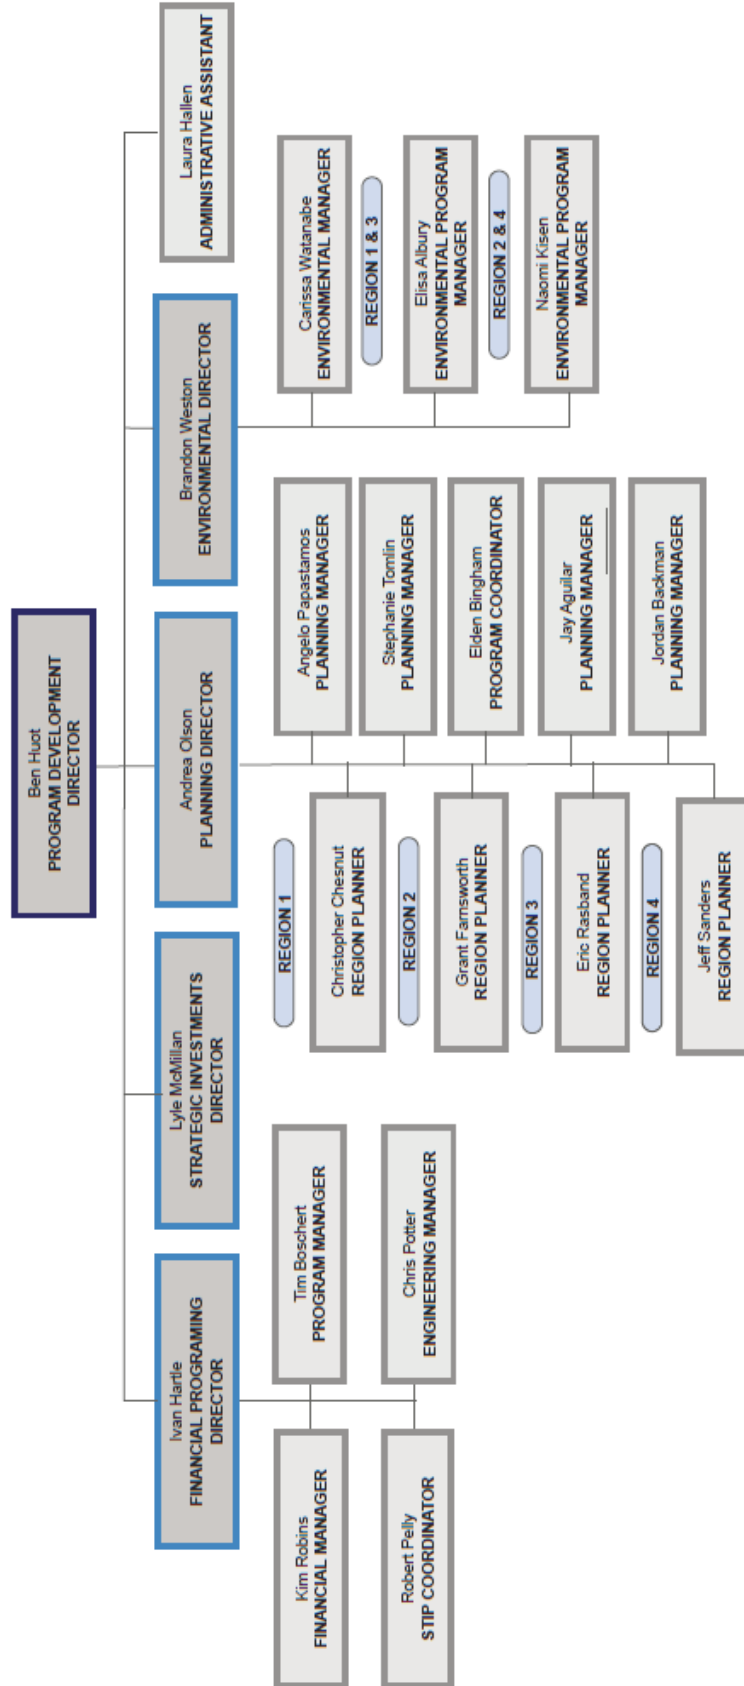 Ben Huot
PROGRAM DEVELOPMENT
DIRECTOR
Ivan Hartle
FINANCIAL PROGRAMING
DIRECTOR
Lyle McMillan
STRATEGIC INVESTMENTS
DIRECTOR
Andrea Olson
PLANNING DIRECTOR
Brandon Weston
ENVIRONMENTAL DIRECTOR
Laura Hallen
ADMINISTRATIVE ASSISTANT
Kim Robins
FINANCIAL MANAGER
Tim Boschert
PROGRAM MANAGER
Robert Pelly
STIP COORDINATOR
Chris Potter
ENGINEERING MANAGER
REGION 1
Christopher Chesnut
REGION PLANNER
REGION 2
Grant Farnsworth
REGION PLANNER
REGION 3
Eric Rasband
REGION PLANNER
REGION 4
Jeff Sanders
REGION PLANNER
Angelo Papastamos
PLANNING MANAGER
Stephanie Tomlin
PLANNING MANAGER
Elden Bingham
PROGRAM COORDINATOR
Jay Aguilar
PLANNING MANAGER
Jordan Backman
PLANNING MANAGER
Carissa Watanabe
ENVIRONMENTAL MANAGER
REGION 1 & 3
Elisa Albury
ENVIRONMENTAL PROGRAM
MANAGER
REGION 2 & 4
Naomi Kisen
ENVIRONMENTAL PROGRAM
MANAGER